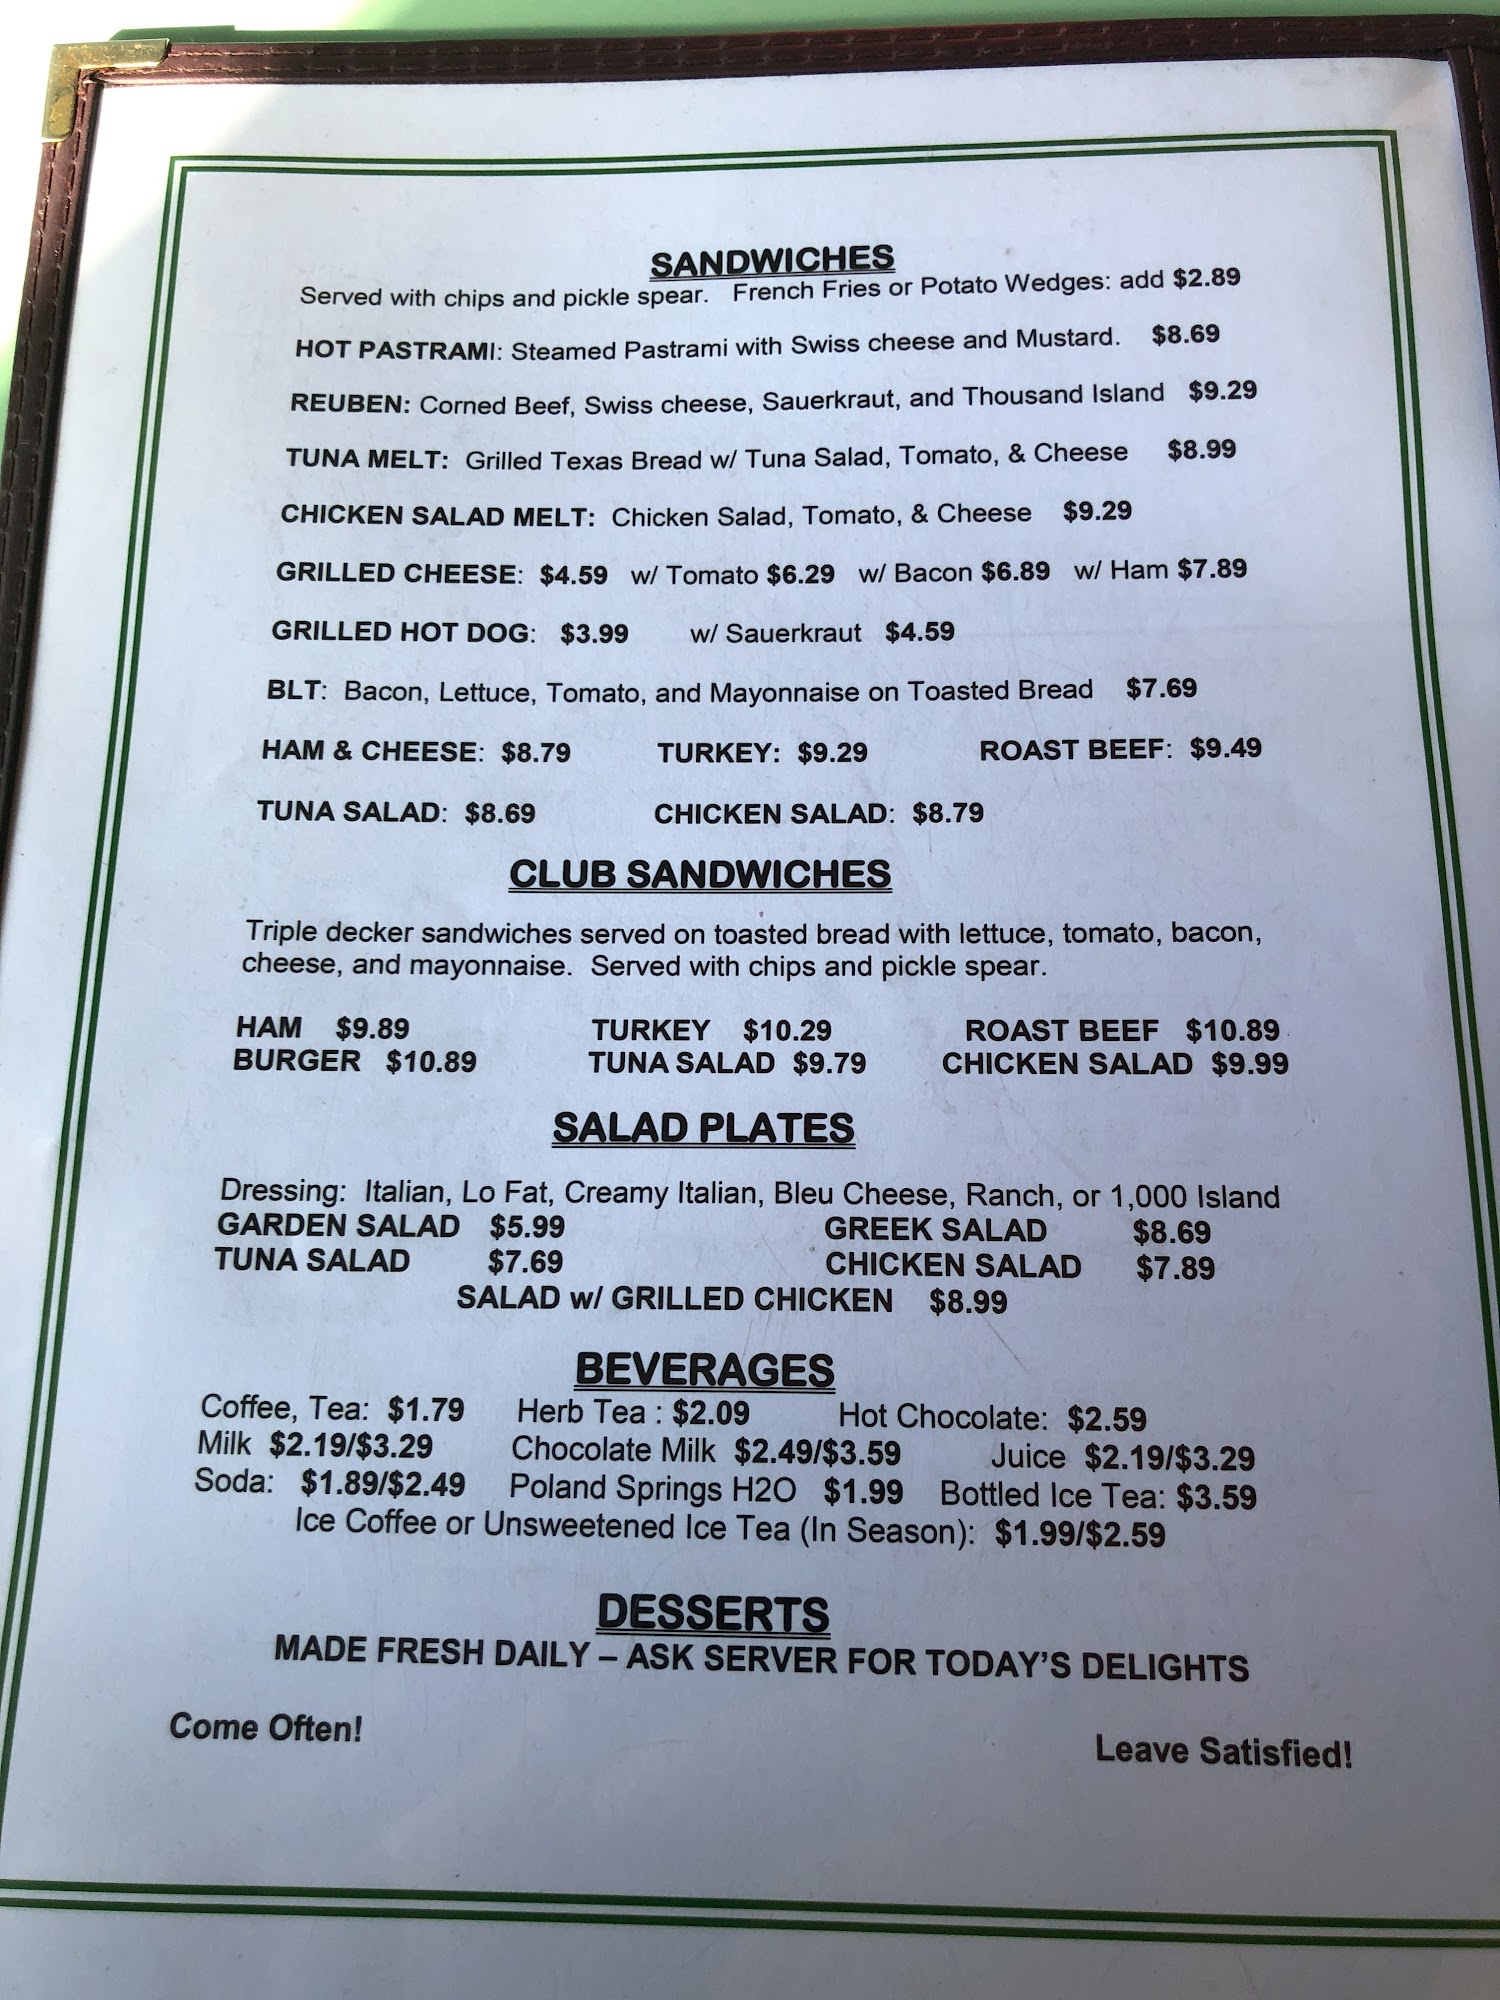 SANDWICHES
Served with chips and pickle spear. French Fries or Potato Wedges: add $2.89
HOT PASTRAMI: Steamed Pastrami with Swiss cheese and Mustard. $8.69
REUBEN: Corned Beef, Swiss cheese, Sauerkraut, and Thousand Island $9.29
TUNA MELT: Grilled Texas Bread w/ Tuna Salad, Tomato, & Cheese $8.99
CHICKEN SALAD MELT: Chicken Salad, Tomato, & Cheese $9.29
GRILLED CHEESE: $4.59 w/ Tomato $6.29 w/ Bacon $6.89 w/ Ham $7.89
GRILLED HOT DOG: $3.99 w/ Sauerkraut $4.59
BLT: Bacon, Lettuce, Tomato, and Mayonnaise on Toasted Bread $7.69
HAM & CHEESE: $8.79 TURKEY: $9.29 ROAST BEEF: $9.49
TUNA SALAD: $8.69 CHICKEN SALAD: $8.79
CLUB SANDWICHES
Triple decker sandwiches served on toasted bread with lettuce, tomato, bacon,
cheese, and mayonnaise. Served with chips and pickle spear.
HAM $9.89 TURKEY $10.29 ROAST BEEF $10.89
BURGER $10.89 TUNA SALAD $9.79 CHICKEN SALAD $9.99
SALAD PLATES
Dressing: Italian, Lo Fat, Creamy Italian, Bleu Cheese, Ranch, or 1,000 Island
GARDEN SALAD $5.99 GREEK SALAD $8.69
TUNA SALAD $7.69 CHICKEN SALAD $7.89
SALAD w/ GRILLED CHICKEN $8.99
BEVERAGES
Coffee, Tea: $1.79 Herb Tea : $2.09 Hot Chocolate: $2.59
Milk $2.19/$3.29 Chocolate Milk $2.49/$3.59 Juice $2.19/$3.29
Soda: $1.89/$2.49 Poland Springs H2O $1.99 Bottled Ice Tea: $3.59
Ice Coffee or Unsweetened Ice Tea (In Season): $1.99/$2.59
DESSERTS
MADE FRESH DAILY – ASK SERVER FOR TODAY'S DELIGHTS
Come Often! Leave Satisfied!